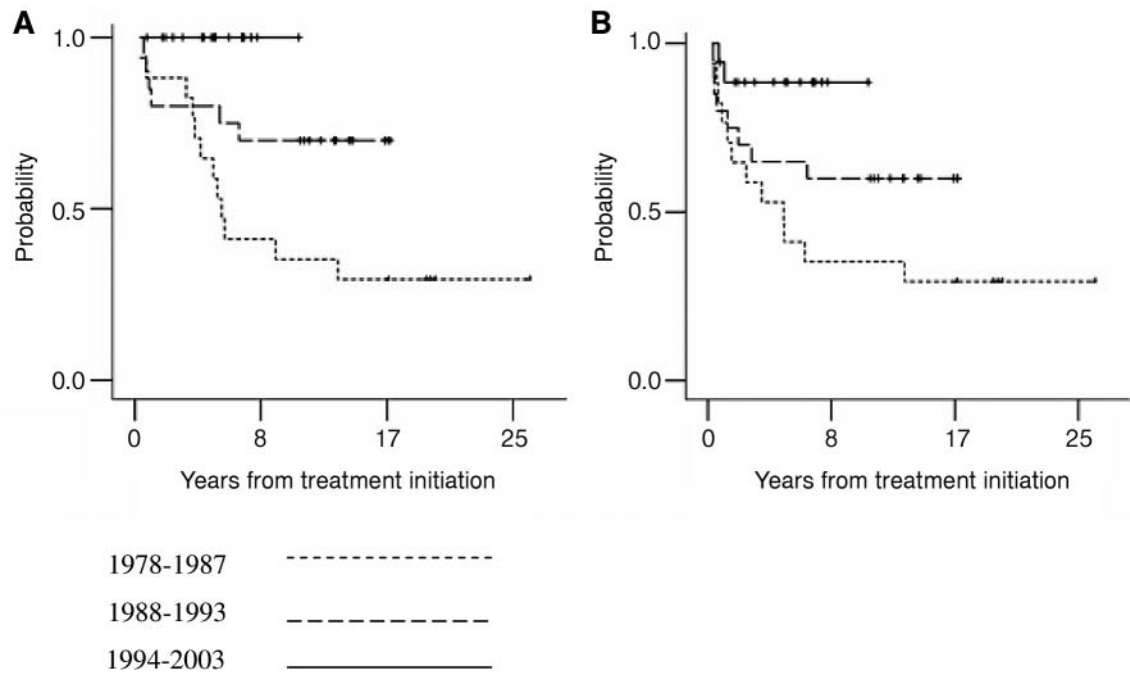 A
1.0
0.5
0.0
Probability
0 8 17 25
Years from treatment initiation
B
1.0
0.5
0.0
Probability
0 8 17 25
Years from treatment initiation
1978-1987
1988-1993
1994-2003